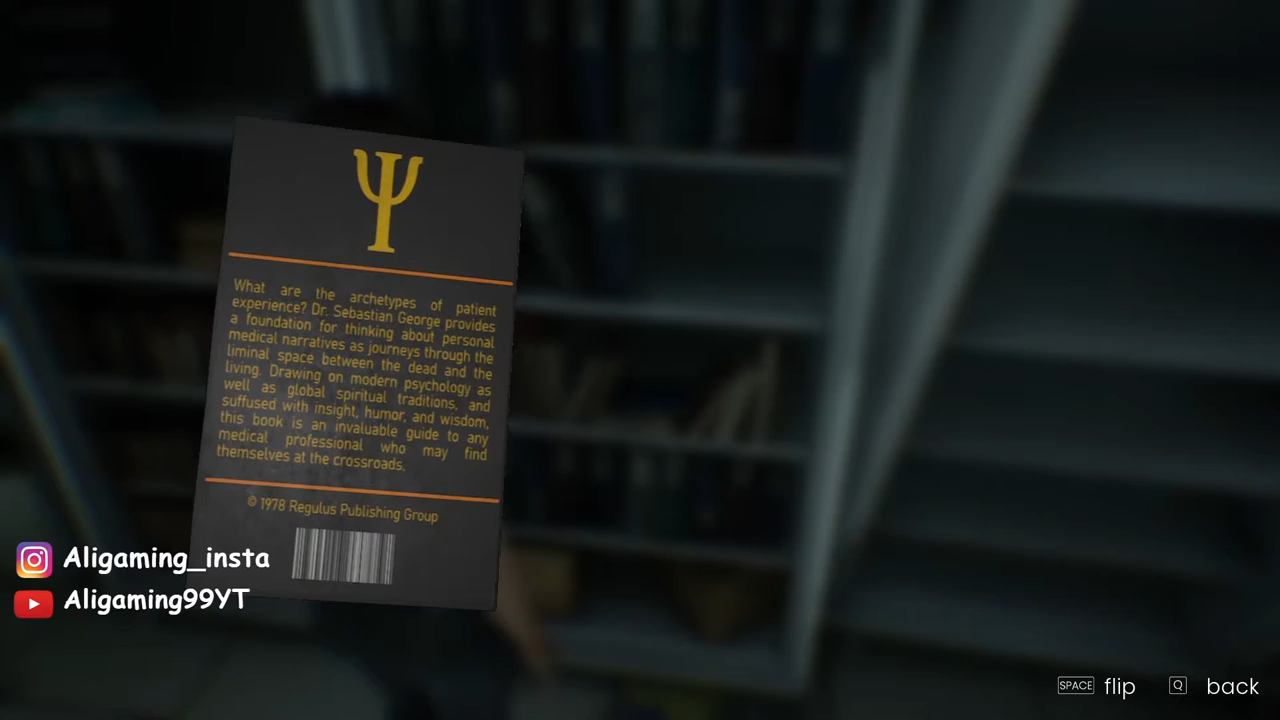 Ψ
What are the archetypes of patient
experience? Dr. Sebastian George provides
a foundation for thinking about personal
medical narratives as journeys through the
liminal space between the dead and the
living. Drawing on modern psychology as
well as global spiritual traditions, and
suffused with insight, humor, and wisdom,
this book is an invaluable guide to any
medical professional who may find
themselves at the crossroads.
© 1978 Regulus Publishing Group
Aligaming_insta
Aligaming99YT
SPACE flip Q back